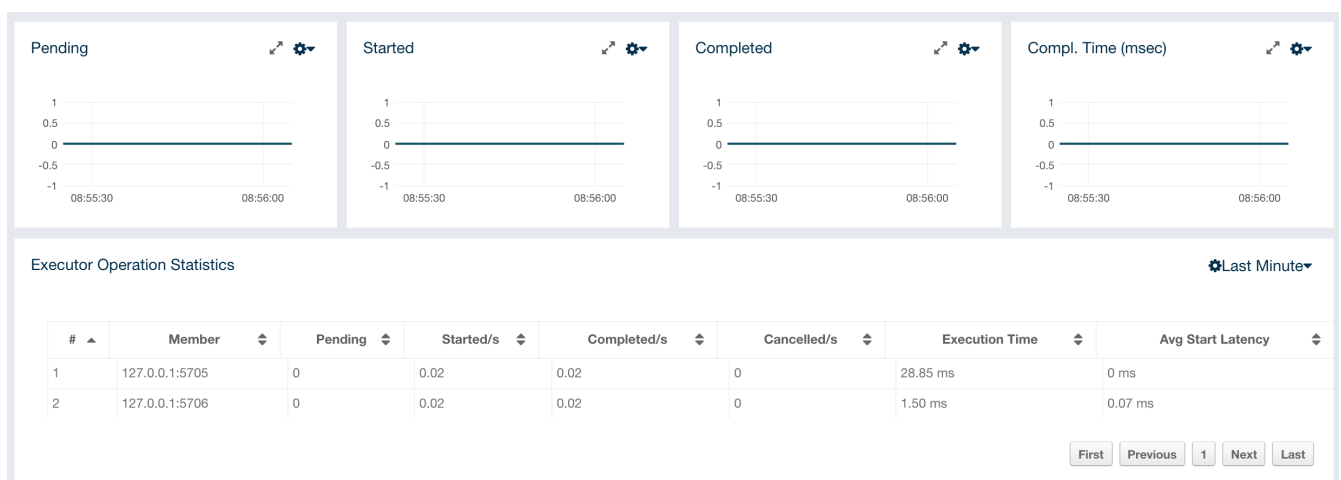 Pending
Started
Completed
Compl. Time (msec)
1
0.5
0
-0.5
-1
08:55:30 08:56:00
1
0.5
0
-0.5
-1
08:55:30 08:56:00
1
0.5
0
-0.5
-1
08:55:30 08:56:00
1
0.5
0
-0.5
-1
08:55:30 08:56:00
Executor Operation Statistics
Last Minute
# Member Pending Started/s Completed/s Cancelled/s Execution Time Avg Start Latency
1 127.0.0.1:5705 0 0.02 0.02 0 28.85 ms 0 ms
2 127.0.0.1:5706 0 0.02 0.02 0 1.50 ms 0.07 ms
First Previous 1 Next Last